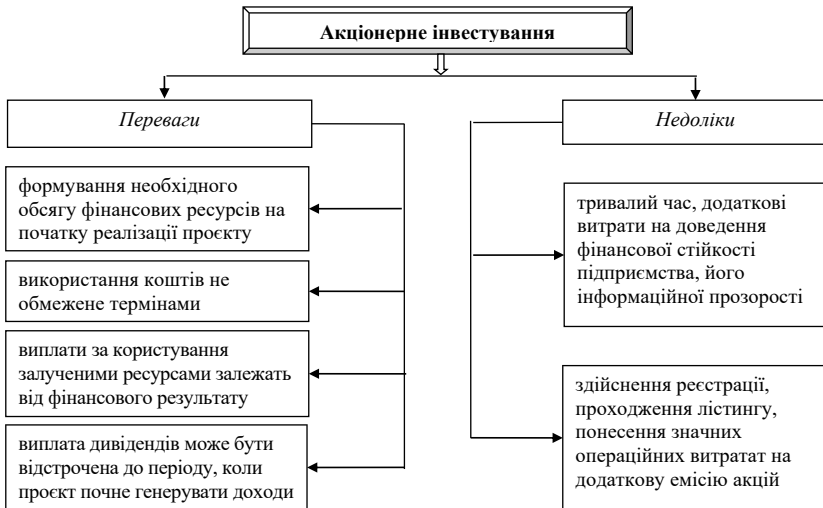 Акціонерне інвестування
Переваги
Недоліки
формування необхідного
обсягу фінансових ресурсів на
початку реалізації проєкту
використання коштів не
обмежене термінами
виплати за користування
залученими ресурсами залежать
від фінансового результату
виплата дивідендів може бути
відстрочена до періоду, коли
проєкт почне генерувати доходи
тривалий час, додаткові
витрати на доведення
фінансової стійкості
підприємства, його
інформаційної прозорості
здійснення реєстрації,
проходження лістингу,
понесення значних
операційних витратат на
додаткову емісію акцій